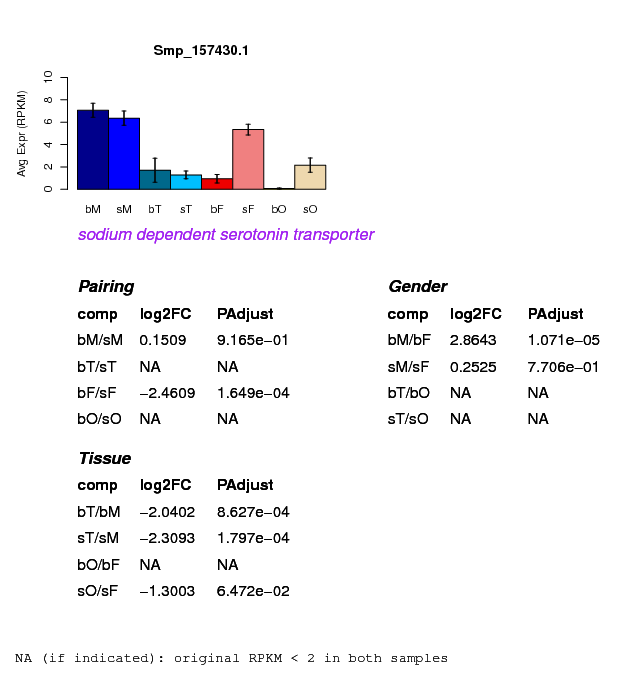 Smp_157430.1
Avg Expr (RPKM)
0 2 4 6 8 10
bM sM bT sT bF sF bO sO
sodium dependent serotonin transporter
Pairing
comp log2FC PAdjust
bM/sM 0.1509 9.165e−01
bT/sT NA NA
bF/sF −2.4609 1.649e−04
bO/sO NA NA
Gender
comp log2FC PAdjust
bM/bF 2.8643 1.071e−05
sM/sF 0.2525 7.706e−01
bT/bO NA NA
sT/sO NA NA
Tissue
comp log2FC PAdjust
bT/bM −2.0402 8.627e−04
sT/sM −2.3093 1.797e−04
bO/bF NA NA
sO/sF −1.3003 6.472e−02
NA (if indicated): original RPKM < 2 in both samples